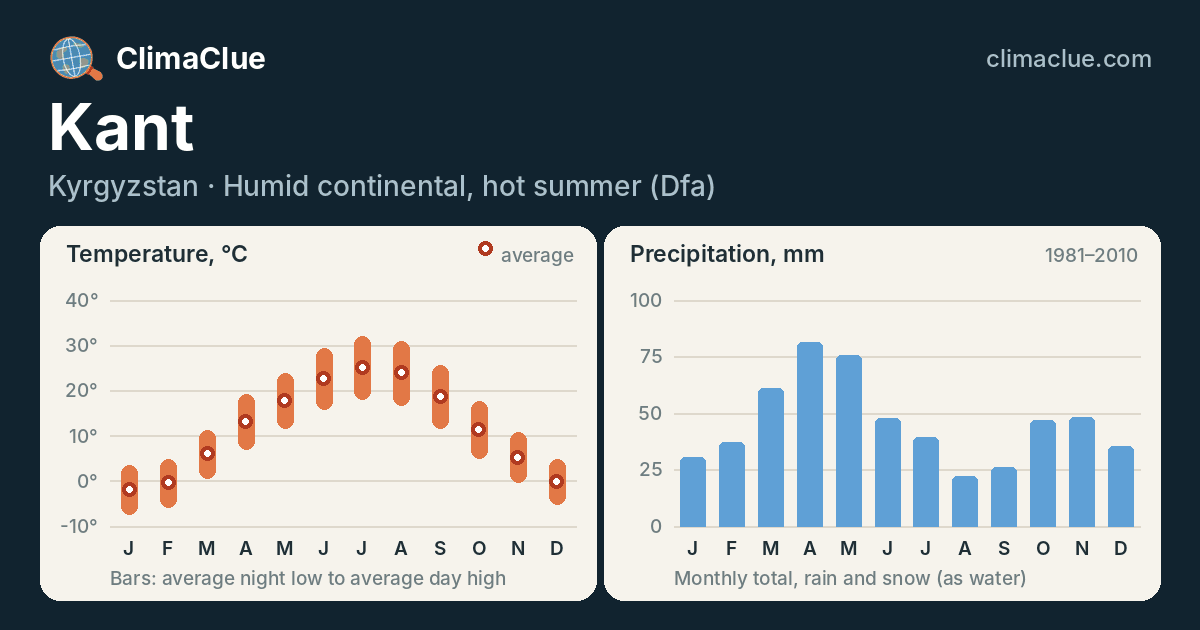 ClimaClue
climaclue.com
Kant
Kyrgyzstan · Humid continental, hot summer (Dfa)
Temperature, °C
average
40°
30°
20°
10°
0°
-10°
J F M A M J J A S O N D
Bars: average night low to average day high
Precipitation, mm
1981–2010
100
75
50
25
0
J F M A M J J A S O N D
Monthly total, rain and snow (as water)